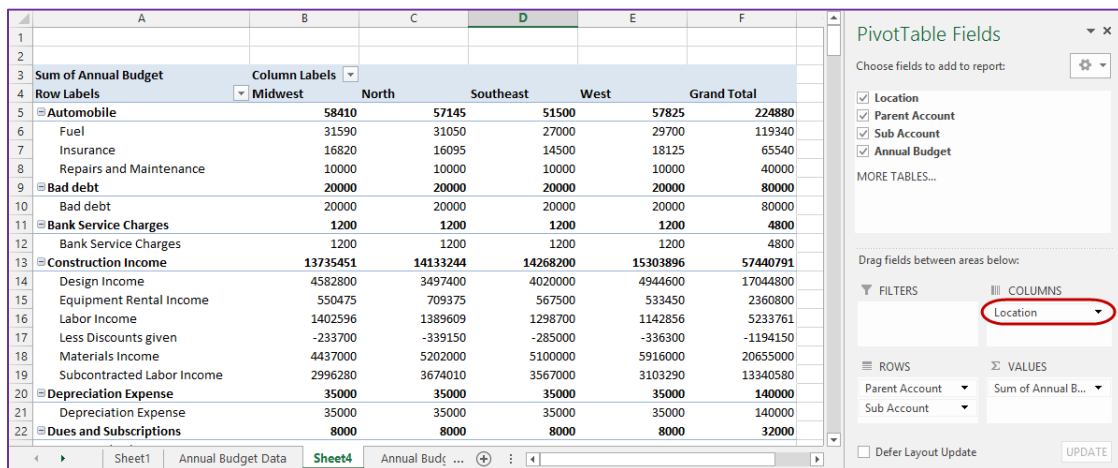 A B C D E F
1
2
3 Sum of Annual Budget Column Labels
4 Row Labels Midwest North Southeast West Grand Total
5 Automobile 58410 57145 51500 57825 224880
6 Fuel 31590 31050 27000 29700 119340
7 Insurance 16820 16095 14500 18125 65540
8 Repairs and Maintenance 10000 10000 10000 10000 40000
9 Bad debt 20000 20000 20000 20000 80000
10 Bad debt 20000 20000 20000 20000 80000
11 Bank Service Charges 1200 1200 1200 1200 4800
12 Bank Service Charges 1200 1200 1200 1200 4800
13 Construction Income 13735451 14133244 14268200 15303896 57440791
14 Design Income 4582800 3497400 4020000 4944600 17044800
15 Equipment Rental Income 550475 709375 567500 533450 2360800
16 Labor Income 1402596 1389609 1298700 1142856 5233761
17 Less Discounts given -233700 -339150 -285000 -336300 -1194150
18 Materials Income 4437000 5202000 5100000 5916000 20655000
19 Subcontracted Labor Income 2996280 3674010 3567000 3103290 13340580
20 Depreciation Expense 35000 35000 35000 35000 140000
21 Depreciation Expense 35000 35000 35000 35000 140000
22 Dues and Subscriptions 8000 8000 8000 8000 32000
Sheet1 Annual Budget Data Sheet4 Annual Budg ...
PivotTable Fields
Choose fields to add to report:
Location
Parent Account
Sub Account
Annual Budget
MORE TABLES...
Drag fields between areas below:
FILTERS COLUMNS
Location
ROWS Σ VALUES
Parent Account Sum of Annual B...
Sub Account
Defer Layout Update UPDATE